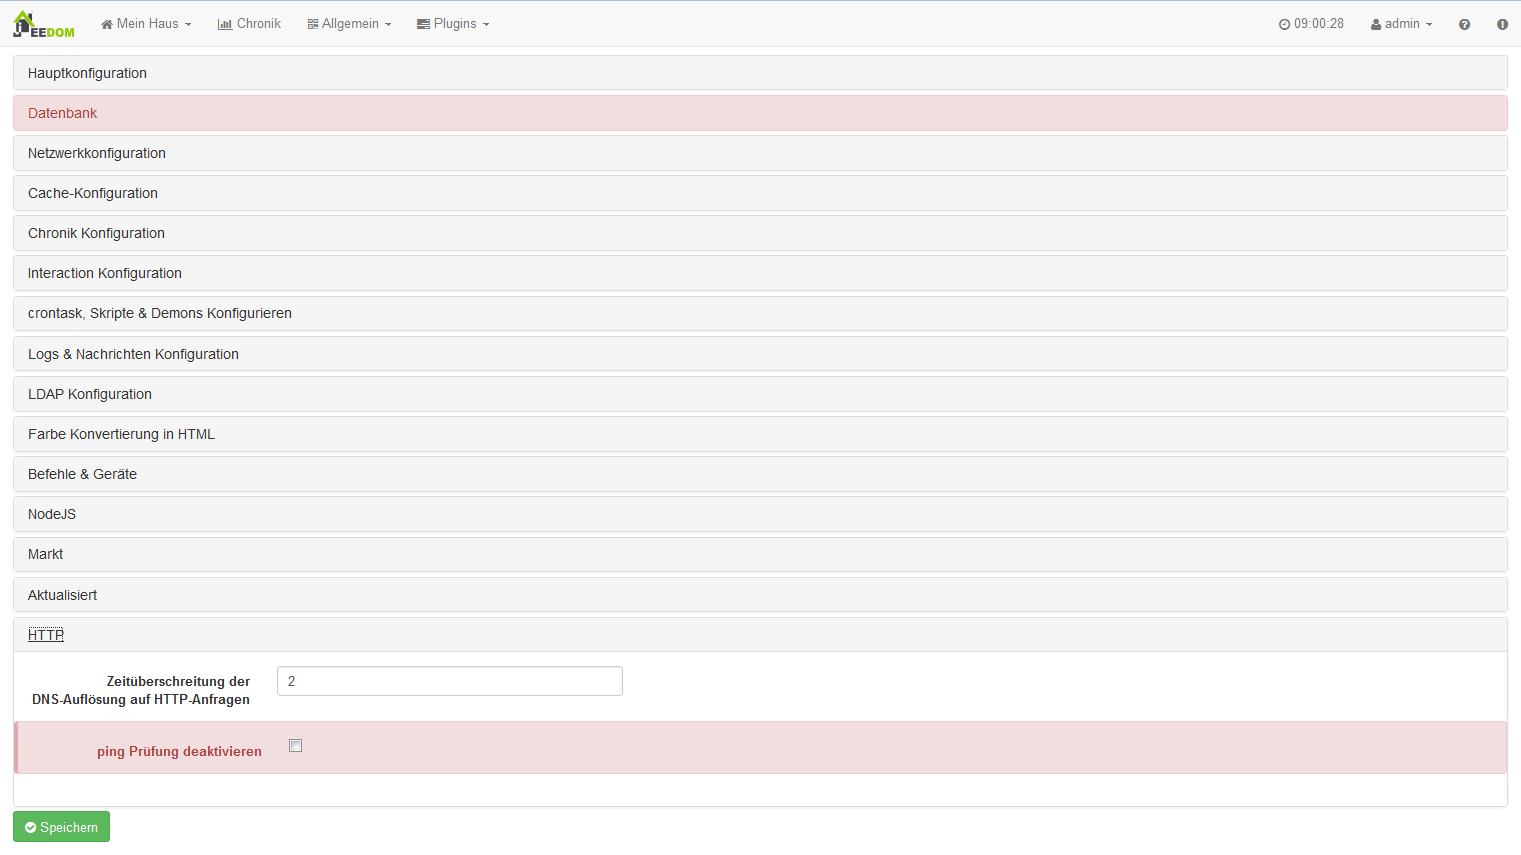 EEDOM
Mein Haus
Chronik
Allgemein
Plugins
09:00:28
admin
Hauptkonfiguration
Datenbank
Netzwerkkonfiguration
Cache-Konfiguration
Chronik Konfiguration
Interaction Konfiguration
crontask, Skripte & Demons Konfigurieren
Logs & Nachrichten Konfiguration
LDAP Konfiguration
Farbe Konvertierung in HTML
Befehle & Geräte
NodeJS
Markt
Aktualisiert
HTTP
Zeitüberschreitung der
DNS-Auflösung auf HTTP-Anfragen
2
ping Prüfung deaktivieren
Speichern